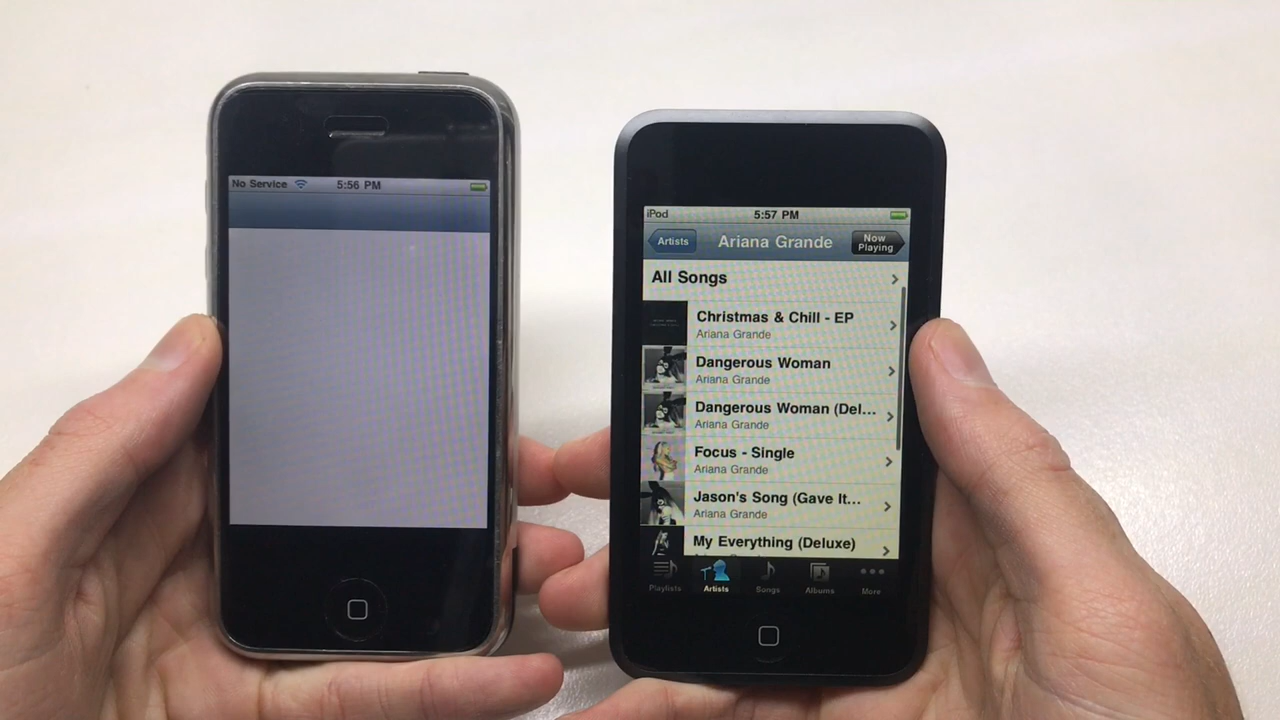 No Service 5:56 PM
iPod 5:57 PM
Artists Ariana Grande Now Playing
All Songs
Christmas & Chill - EP
Ariana Grande
Dangerous Woman
Ariana Grande
Dangerous Woman (Del...
Ariana Grande
Focus - Single
Ariana Grande
Jason's Song (Gave It...
Ariana Grande
My Everything (Deluxe)
Playlists Artists Songs Albums More